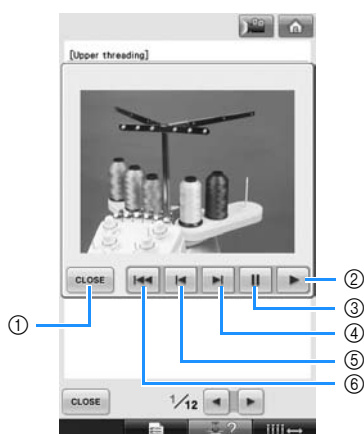 [Upper threading]
CLOSE
②
③
④
①
⑤
⑥
CLOSE 1/12
?